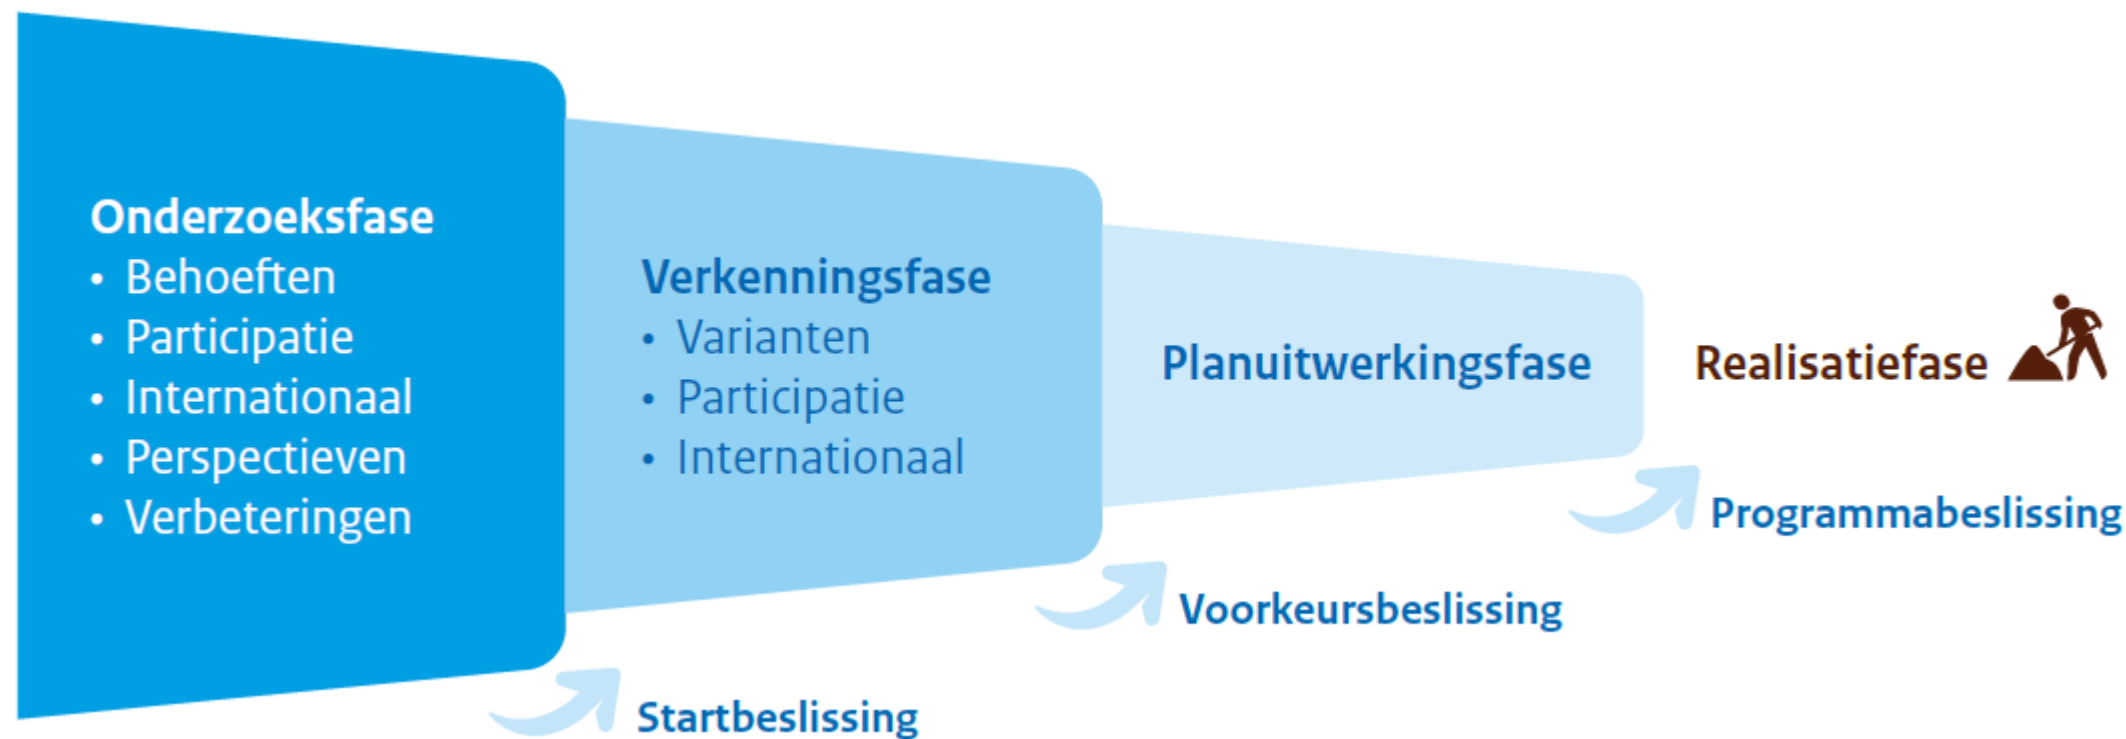 Onderzoeksfase
• Behoeften
• Participatie
• Internationaal
• Perspectieven
• Verbeteringen
Startbeslissing
Verkenningsfase
• Varianten
• Participatie
• Internationaal
Voorkeursbeslissing
Planuitwerkingsfase
Programmabeslissing
Realisatiefase